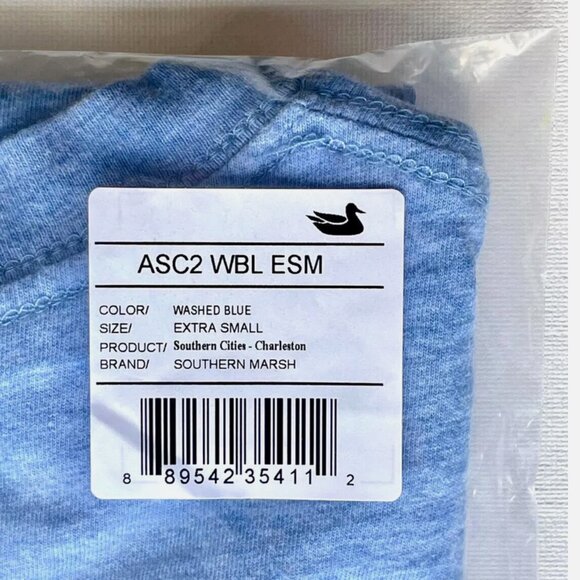 ASC2 WBL ESM
COLOR/ WASHED BLUE
SIZE/ EXTRA SMALL
PRODUCT/ Southern Cities - Charleston
BRAND/ SOUTHERN MARSH
8 89542 35411 2